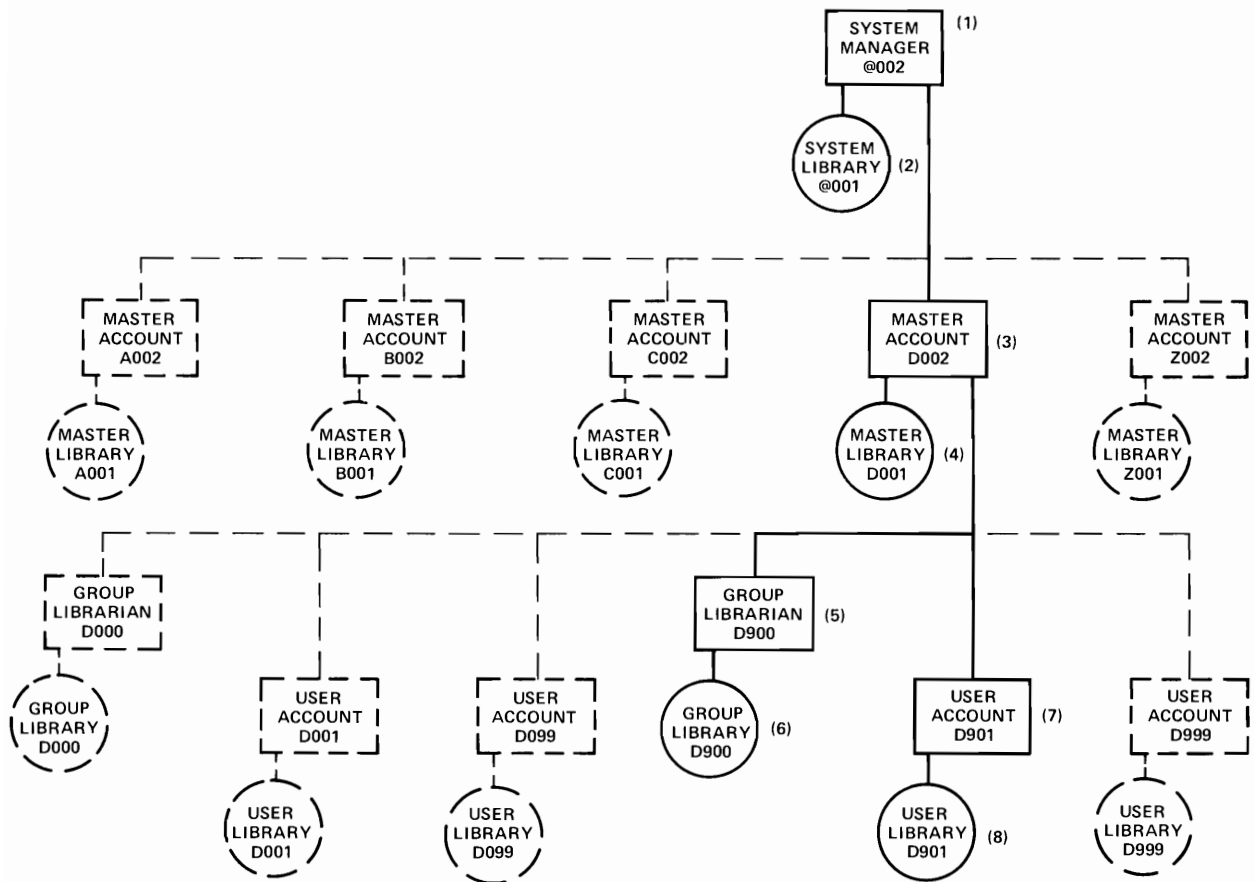 SYSTEM
MANAGER
@002
(1)
SYSTEM
LIBRARY
@001
(2)
MASTER
ACCOUNT
A002
MASTER
ACCOUNT
B002
MASTER
ACCOUNT
C002
MASTER
ACCOUNT
D002
(3)
MASTER
ACCOUNT
Z002
MASTER
LIBRARY
A001
MASTER
LIBRARY
B001
MASTER
LIBRARY
C001
MASTER
LIBRARY
D001
(4)
MASTER
LIBRARY
Z001
GROUP
LIBRARIAN
D000
GROUP
LIBRARIAN
D900
(5)
GROUP
LIBRARY
D000
USER
ACCOUNT
D001
USER
ACCOUNT
D099
GROUP
LIBRARY
D900
(6)
USER
ACCOUNT
D901
(7)
USER
ACCOUNT
D999
USER
LIBRARY
D001
USER
LIBRARY
D099
USER
LIBRARY
D901
(8)
USER
LIBRARY
D999